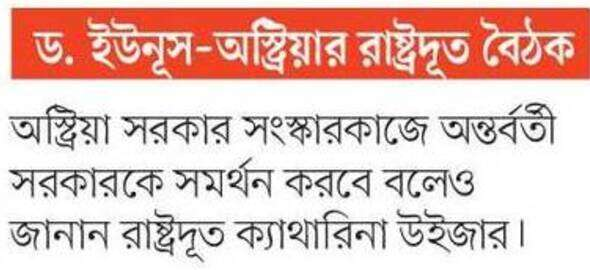 ড. ইউনূস-অস্ট্রিয়ার রাষ্ট্রদূত বৈঠক
অস্ট্রিয়া সরকার সংস্কারকাজে অন্তর্বর্তী
সরকারকে সমর্থন করবে বলেও
জানান রাষ্ট্রদূত ক্যাথারিনা উইজার।